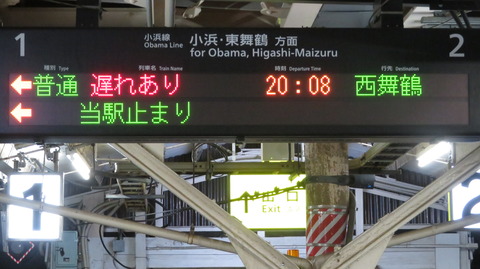 1 小浜線 小浜・東舞鶴 方面 2
Obama Line for Obama, Higashi-Maizuru
種別 Type 列車名 Train Name 時刻 Departure Time 行先 Destination
← 普通 遅れあり 20:08 西舞鶴
← 当駅止まり
1
Exit